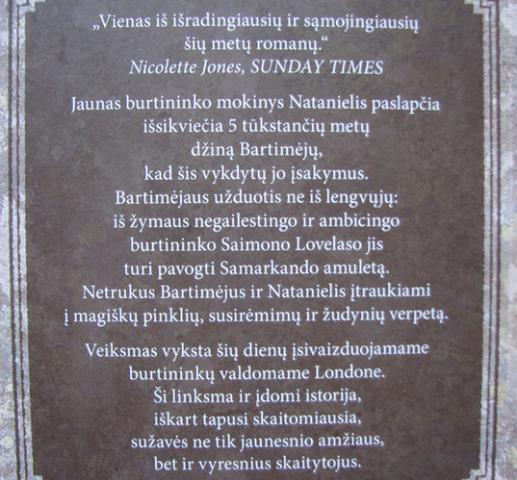 „Vienas iš išradingiausių ir sąmojingiausių
šių metų romanų.“
Nicolette Jones, SUNDAY TIMES
Jaunas burtininko mokinys Natanielis paslapčia
išsikviečia 5 tūkstančių metų
džiną Bartimėjų,
kad šis vykdytų jo įsakymus.
Bartimėjaus užduotis ne iš lengvųjų:
iš žymaus negailestingo ir ambicingo
burtininko Saimono Lovelaso jis
turi pavogti Samarkando amuletą.
Netrukus Bartimėjus ir Natanielis įtraukiami
į magiškų pinklių, susirėmimų ir žudynių verpetą.
Veiksmas vyksta šių dienų įsivaizduojamame
burtininkų valdomame Londone.
Ši linksma ir įdomi istorija,
iškart tapusi skaitomiausia,
sužavės ne tik jaunesnio amžiaus,
bet ir vyresnius skaitytojus.